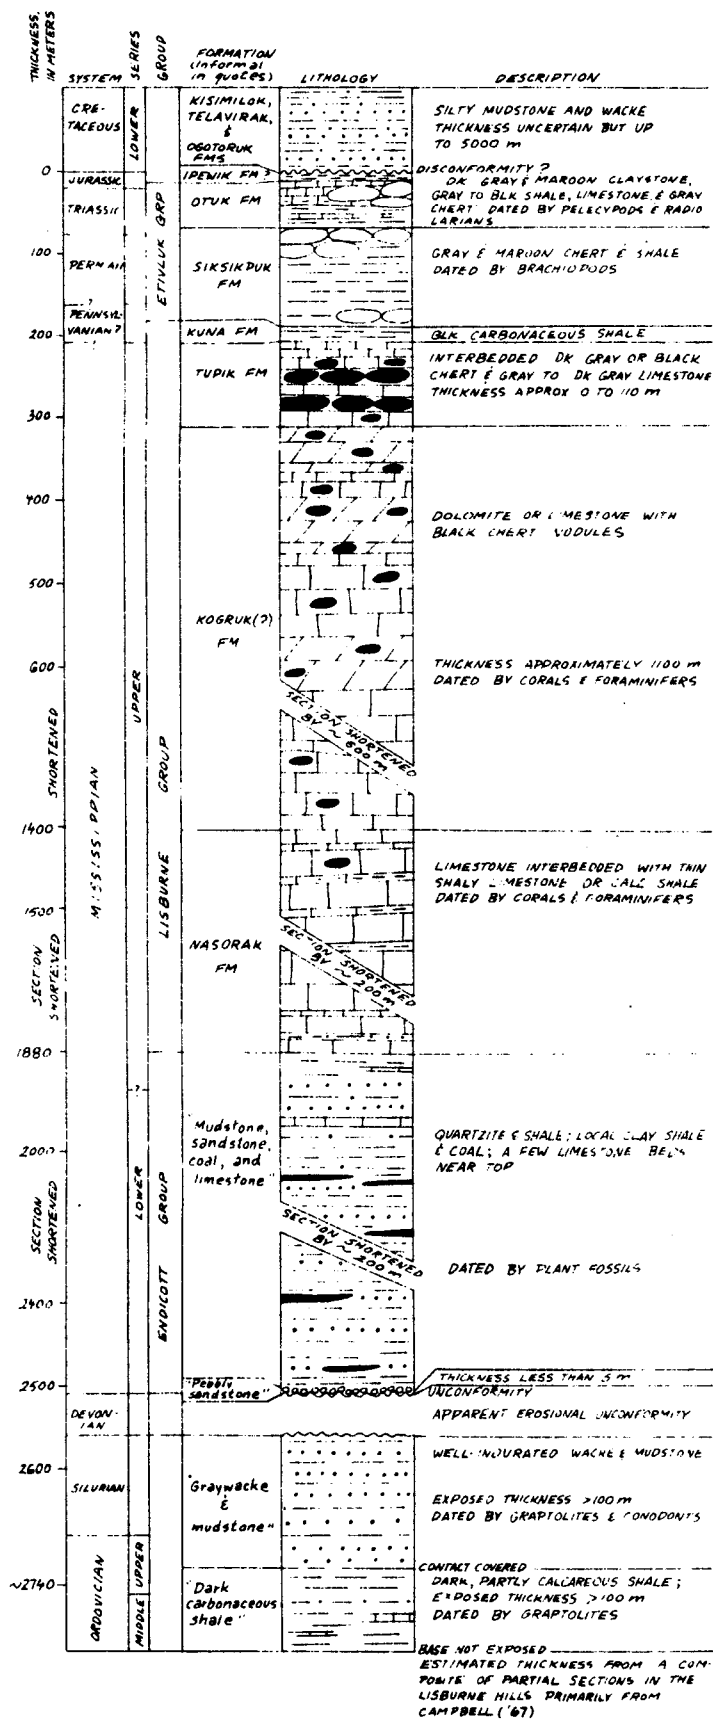 THICKNESS, IN METERS
SYSTEM
SERIES
GROUP
FORMATION
(informal
in quotes)
LITHOLOGY
DESCRIPTION
CRE-
TACEOUS
LOWER
KISIMILOK,
TELAVIRAK,
&
OGOTORUK
FMS
SILTY MUDSTONE AND WACKE
THICKNESS UNCERTAIN BUT UP
TO 5000 m
0
DISCONFORMITY ?
JURASSIC
IPEWIK FM ?
DK GRAY & MAROON CLAYSTONE,
TRIASSIC
OTUK FM
GRAY TO BLK SHALE, LIMESTONE, & GRAY
CHERT DATED BY PELECYPODS & RADIO
LARIANS
ETIVLUK GRP
100
PERMIAN
SIKSIKPUK
FM
GRAY & MAROON CHERT & SHALE
DATED BY BRACHIOPODS
?
PENNSYL-
VANIAN ?
200
KUNA FM
BLK CARBONACEOUS SHALE
TUPIK FM
INTERBEDDED DK GRAY OR BLACK
CHERT & GRAY TO DK GRAY LIMESTONE
THICKNESS APPROX 0 TO 110 m
300
400
DOLOMITE OR LIMESTONE WITH
BLACK CHERT NODULES
500
KOGRUK(?)
FM
600
THICKNESS APPROXIMATELY 1100 m
DATED BY CORALS & FORAMINIFERS
UPPER
SECTION SHORTENED
BY ~ 600 m
SHORTENED
MISSISSIPPIAN
LISBURNE GROUP
1400
LIMESTONE INTERBEDDED WITH THIN
SHALY LIMESTONE OR CALC SHALE
DATED BY CORALS & FORAMINIFERS
1500
NASORAK
FM
SECTION SHORTENED
BY ~ 200 m
SECTION
SHORTENED
1880
?
"Mudstone,
sandstone,
coal, and
limestone"
2000
QUARTZITE & SHALE; LOCAL CLAY SHALE
& COAL; A FEW LIMESTONE BEDS
NEAR TOP
LOWER
ENDICOTT GROUP
SECTION
SHORTENED
SECTION SHORTENED
BY ~ 200 m
DATED BY PLANT FOSSILS
2400
"Pebbly
sandstone"
THICKNESS LESS THAN 5 m
2500
UNCONFORMITY
DEVON-
IAN
APPARENT EROSIONAL UNCONFORMITY
WELL-INDURATED WACKE & MUDSTONE
2600
SILURIAN
"Graywacke
&
mudstone"
EXPOSED THICKNESS >100 m
DATED BY GRAPTOLITES & CONODONTS
CONTACT COVERED
~2740
ORDOVICIAN
UPPER
MIDDLE
"Dark
carbonaceous
shale"
DARK, PARTLY CALCAREOUS SHALE;
EXPOSED THICKNESS >100 m
DATED BY GRAPTOLITES
BASE NOT EXPOSED
ESTIMATED THICKNESS FROM A COM-
POSITE OF PARTIAL SECTIONS IN THE
LISBURNE HILLS PRIMARILY FROM
CAMPBELL ('67)